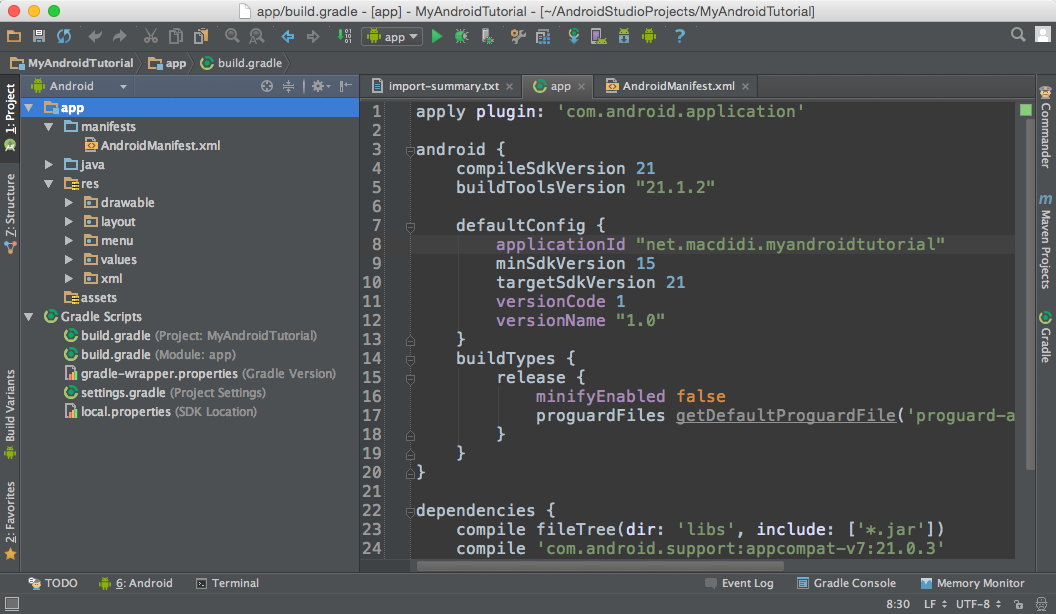 app/build.gradle - [app] - MyAndroidTutorial - [~/AndroidStudioProjects/MyAndroidTutorial]
app
MyAndroidTutorial app build.gradle
Android
import-summary.txt app AndroidManifest.xml
1: Project
Z: Structure
Build Variants
2: Favorites
app
manifests
AndroidManifest.xml
java
res
drawable
layout
menu
values
xml
assets
Gradle Scripts
build.gradle (Project: MyAndroidTutorial)
build.gradle (Module: app)
gradle-wrapper.properties (Gradle Version)
settings.gradle (Project Settings)
local.properties (SDK Location)
1 apply plugin: 'com.android.application'
2
3 android {
4 compileSdkVersion 21
5 buildToolsVersion "21.1.2"
6
7 defaultConfig {
8 applicationId "net.macdidi.myandroidtutorial"
9 minSdkVersion 15
10 targetSdkVersion 21
11 versionCode 1
12 versionName "1.0"
13 }
14 buildTypes {
15 release {
16 minifyEnabled false
17 proguardFiles getDefaultProguardFile('proguard-a
18 }
19 }
20 }
21
22 dependencies {
23 compile fileTree(dir: 'libs', include: ['*.jar'])
24 compile 'com.android.support:appcompat-v7:21.0.3'
Commander
m Maven Projects
Gradle
TODO 6: Android Terminal Event Log Gradle Console Memory Monitor
8:30 LF UTF-8